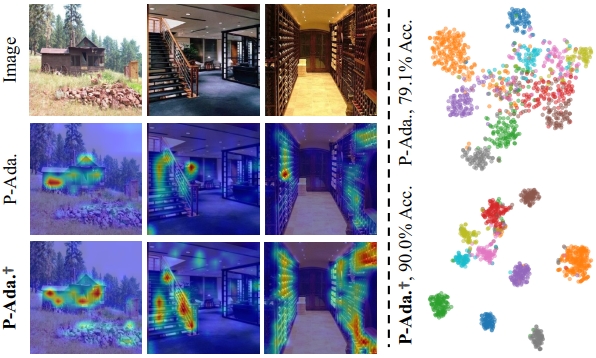 Image
P-Ada.
P-Ada.†
P-Ada., 79.1% Acc.
P-Ada.†, 90.0% Acc.